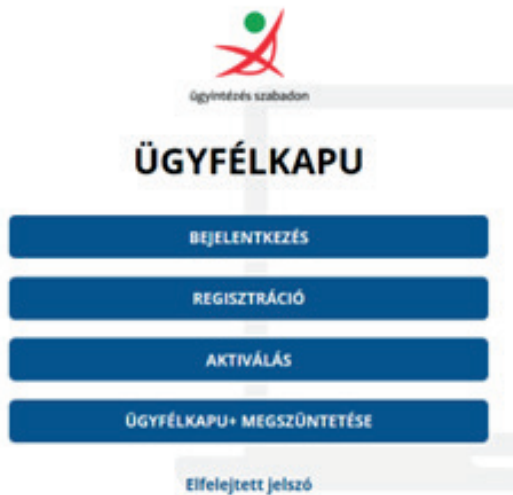 ügyintézés szabadon
ÜGYFÉLKAPU
BEJELENTKEZÉS
REGISZTRÁCIÓ
AKTIVÁLÁS
ÜGYFÉLKAPU+ MEGSZÜNTETÉSE
Elfelejtett jelszó